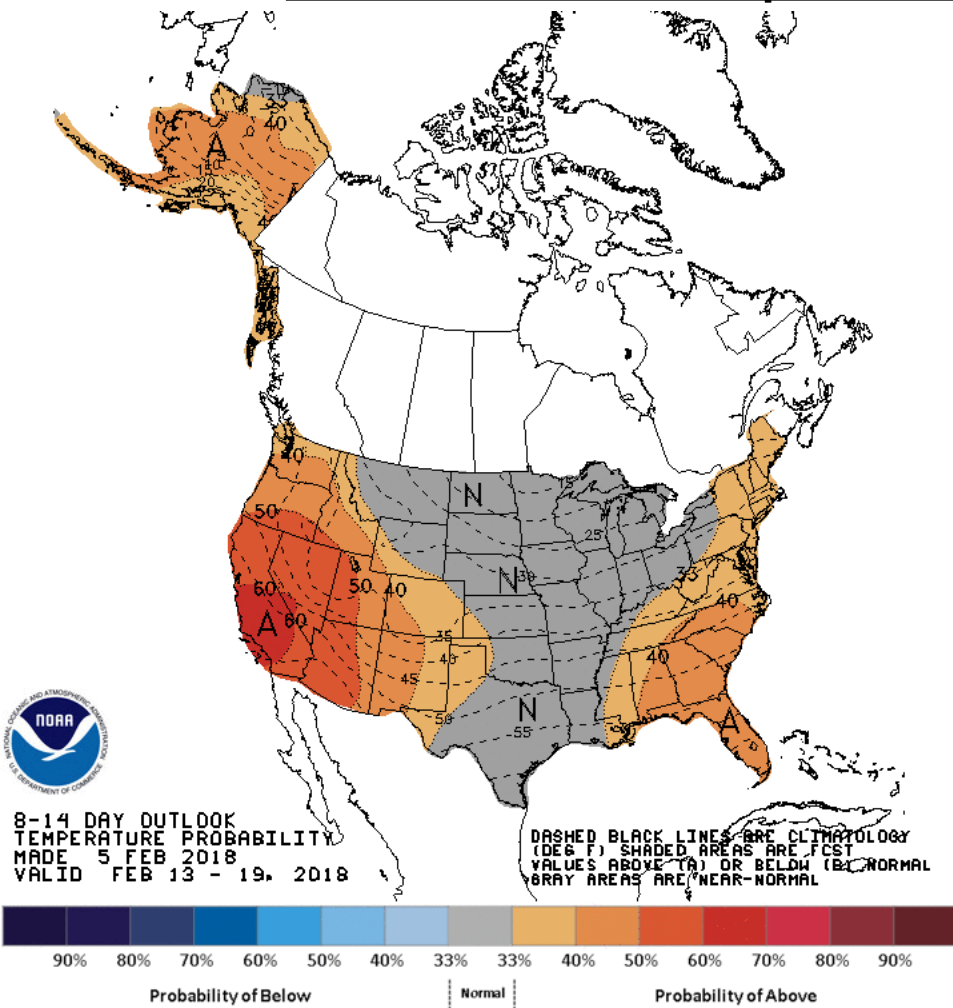 40
A
40
50
N
15
25
N
30
60
50
40
A
60
35
40
45
50
33
40
40
N
55
A
NATIONAL OCEANIC AND ATMOSPHERIC ADMINISTRATION
NOAA
U.S. DEPARTMENT OF COMMERCE
8-14 DAY OUTLOOK
TEMPERATURE PROBABILITY
MADE 5 FEB 2018
VALID FEB 13 - 19, 2018
DASHED BLACK LINES ARE CLIMATOLOGY
(DEG F) SHADED AREAS ARE FCST
VALUES ABOVE (A) OR BELOW (B) NORMAL
GRAY AREAS ARE NEAR-NORMAL
90% 80% 70% 60% 50% 40% 33% 33% 40% 50% 60% 70% 80% 90%
Probability of Below Normal Probability of Above